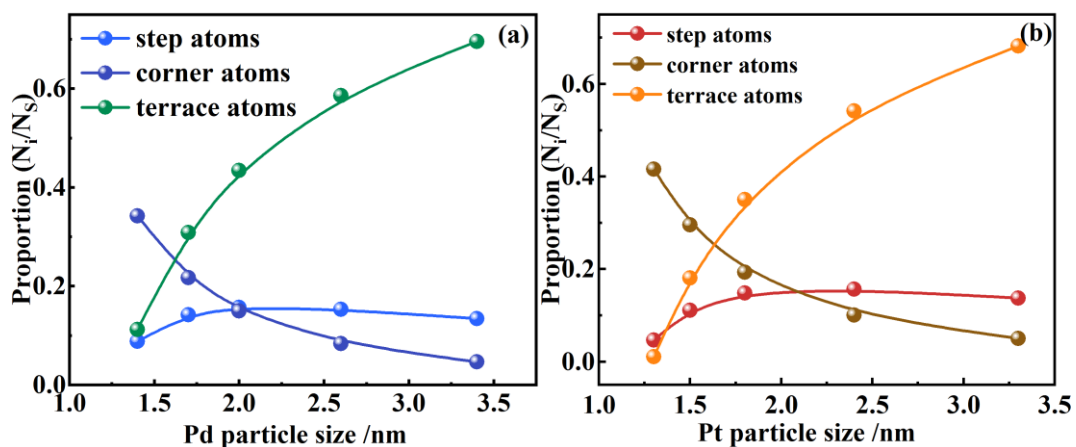 (a)
step atoms
corner atoms
terrace atoms
Proportion (Ni/NS)
0.6
0.4
0.2
0.0
1.0 1.5 2.0 2.5 3.0 3.5
Pd particle size /nm
(b)
step atoms
corner atoms
terrace atoms
Proportion (Ni/NS)
0.6
0.4
0.2
0.0
1.0 1.5 2.0 2.5 3.0 3.5
Pt particle size /nm